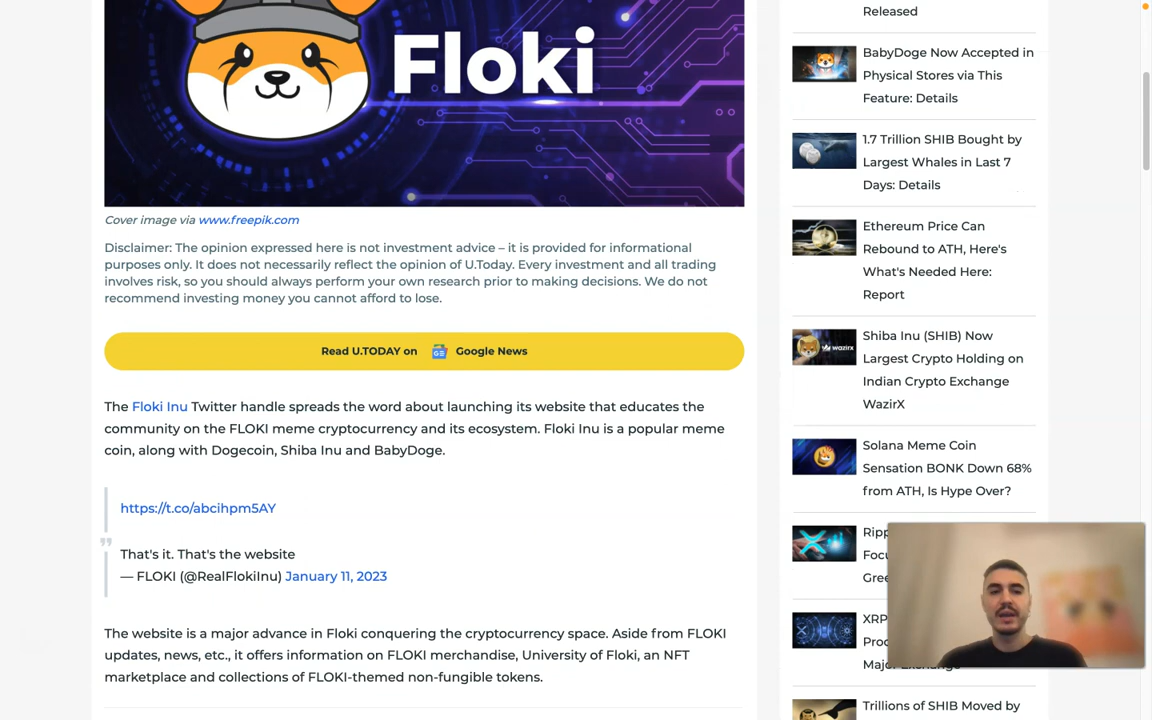 Floki
Cover image via www.freepik.com
Disclaimer: The opinion expressed here is not investment advice – it is provided for informational
purposes only. It does not necessarily reflect the opinion of U.Today. Every investment and all trading
involves risk, so you should always perform your own research prior to making decisions. We do not
recommend investing money you cannot afford to lose.
Read U.TODAY on Google News
The Floki Inu Twitter handle spreads the word about launching its website that educates the
community on the FLOKI meme cryptocurrency and its ecosystem. Floki Inu is a popular meme
coin, along with Dogecoin, Shiba Inu and BabyDoge.
https://t.co/abcihpm5AY
That's it. That's the website
— FLOKI (@RealFlokiInu) January 11, 2023
The website is a major advance in Floki conquering the cryptocurrency space. Aside from FLOKI
updates, news, etc., it offers information on FLOKI merchandise, University of Floki, an NFT
marketplace and collections of FLOKI-themed non-fungible tokens.
Released
BabyDoge Now Accepted in
Physical Stores via This
Feature: Details
1.7 Trillion SHIB Bought by
Largest Whales in Last 7
Days: Details
Ethereum Price Can
Rebound to ATH, Here's
What's Needed Here:
Report
wazirx
Shiba Inu (SHIB) Now
Largest Crypto Holding on
Indian Crypto Exchange
WazirX
Solana Meme Coin
Sensation BONK Down 68%
from ATH, Is Hype Over?
XRP
Trillions of SHIB Moved by